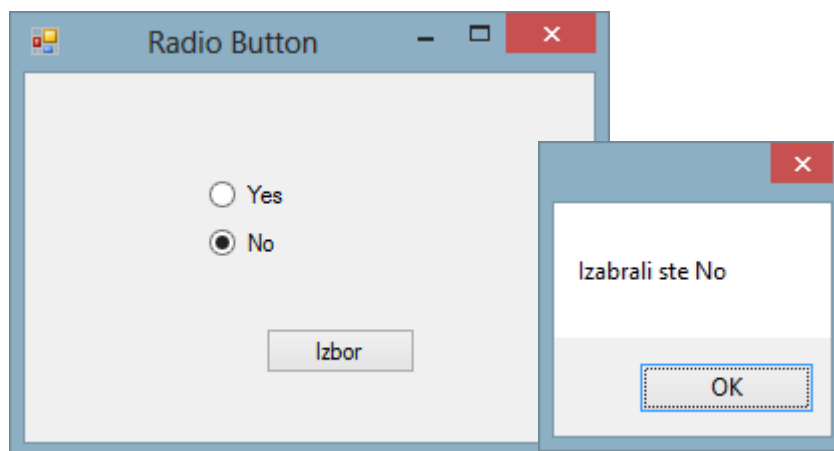 Radio Button
Yes
No
Izbor
Izabrali ste No
OK